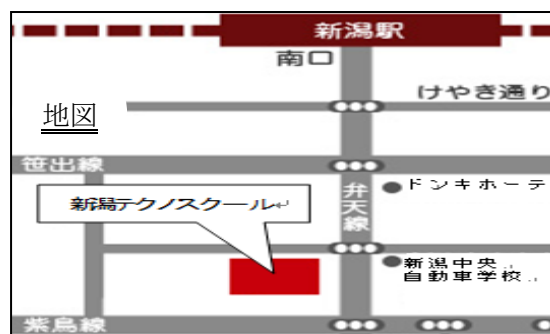 新潟駅
南口
けやき通り
地図
笹出線
弁天線
ドンキホーテ
新潟テクノスクール
新潟中央
自動車学校
紫鳥線